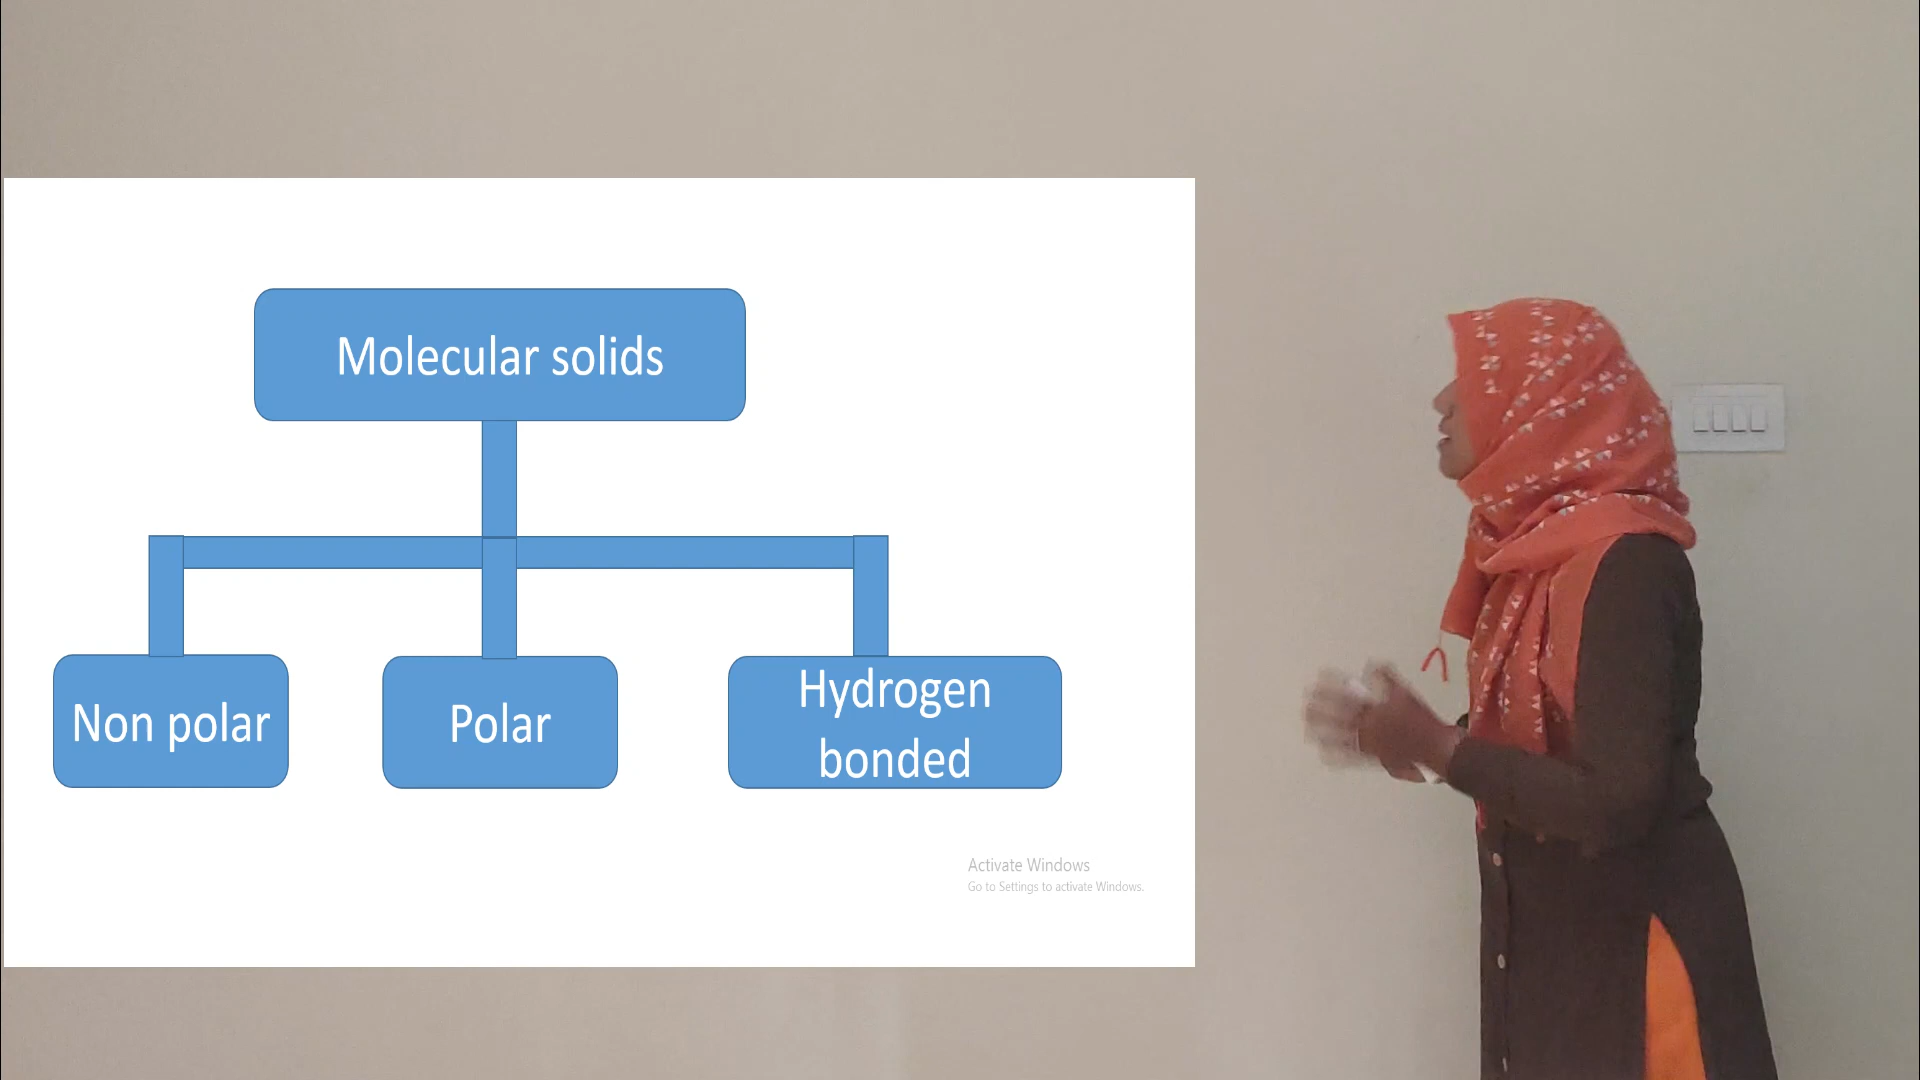 Molecular solids
Non polar
Polar
Hydrogen
bonded
Activate Windows
Go to Settings to activate Windows.